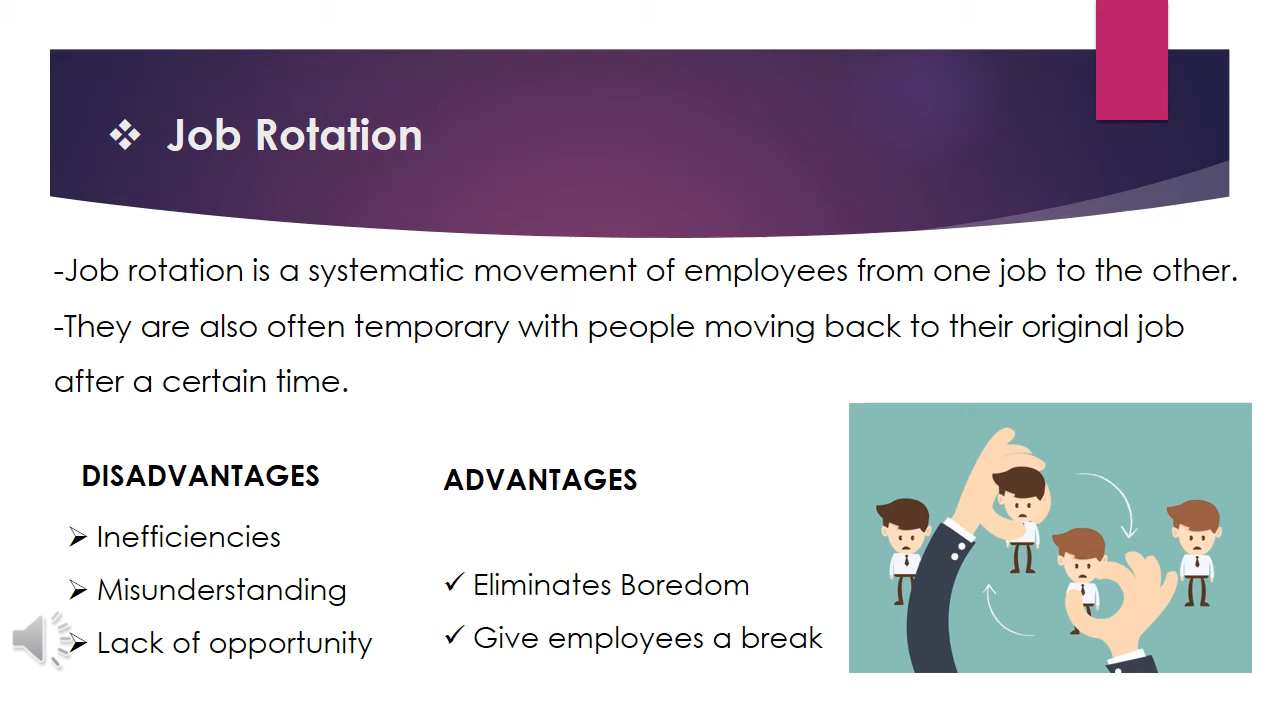 ❖ Job Rotation
-Job rotation is a systematic movement of employees from one job to the other.
-They are also often temporary with people moving back to their original job
after a certain time.
DISADVANTAGES
➢ Inefficiencies
➢ Misunderstanding
➢ Lack of opportunity
ADVANTAGES
✓ Eliminates Boredom
✓ Give employees a break